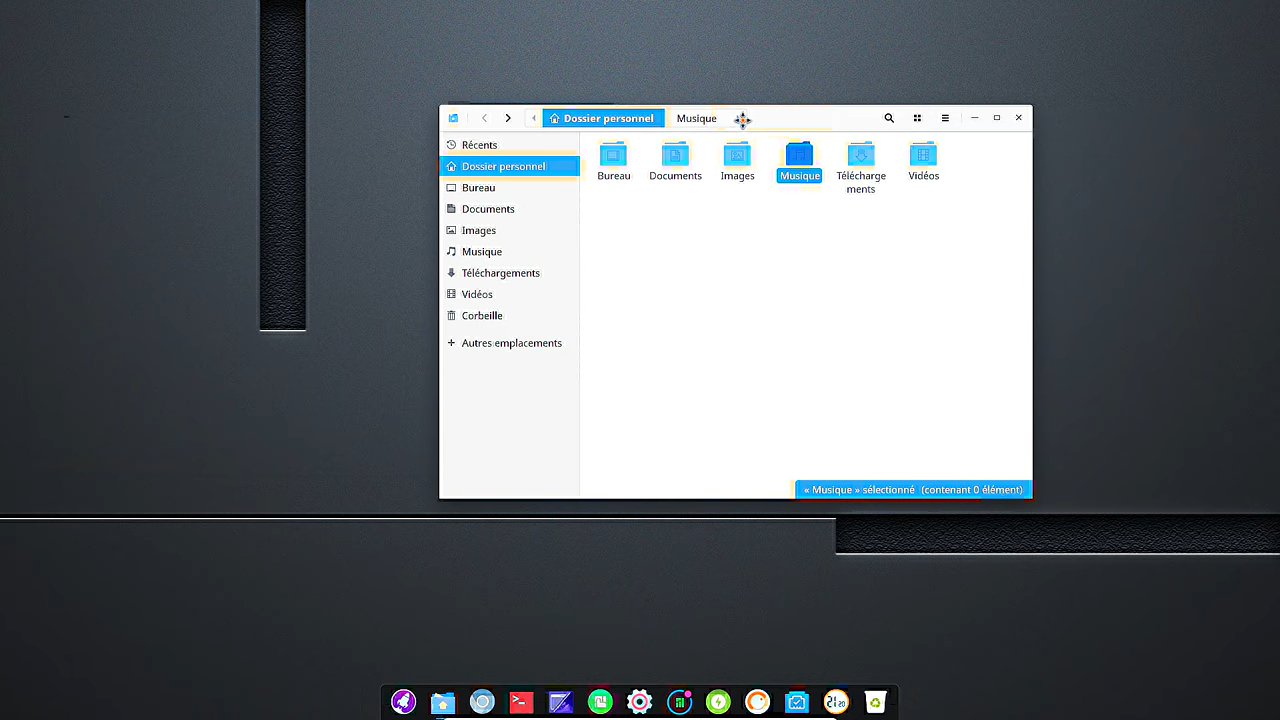 Dossier personnel Musique
Récents
Dossier personnel
Bureau
Documents
Images
Musique
Téléchargements
Vidéos
Corbeille
Autres emplacements
Bureau Documents Images Musique Télécharge
ments
Vidéos
« Musique » sélectionné (contenant 0 élément)